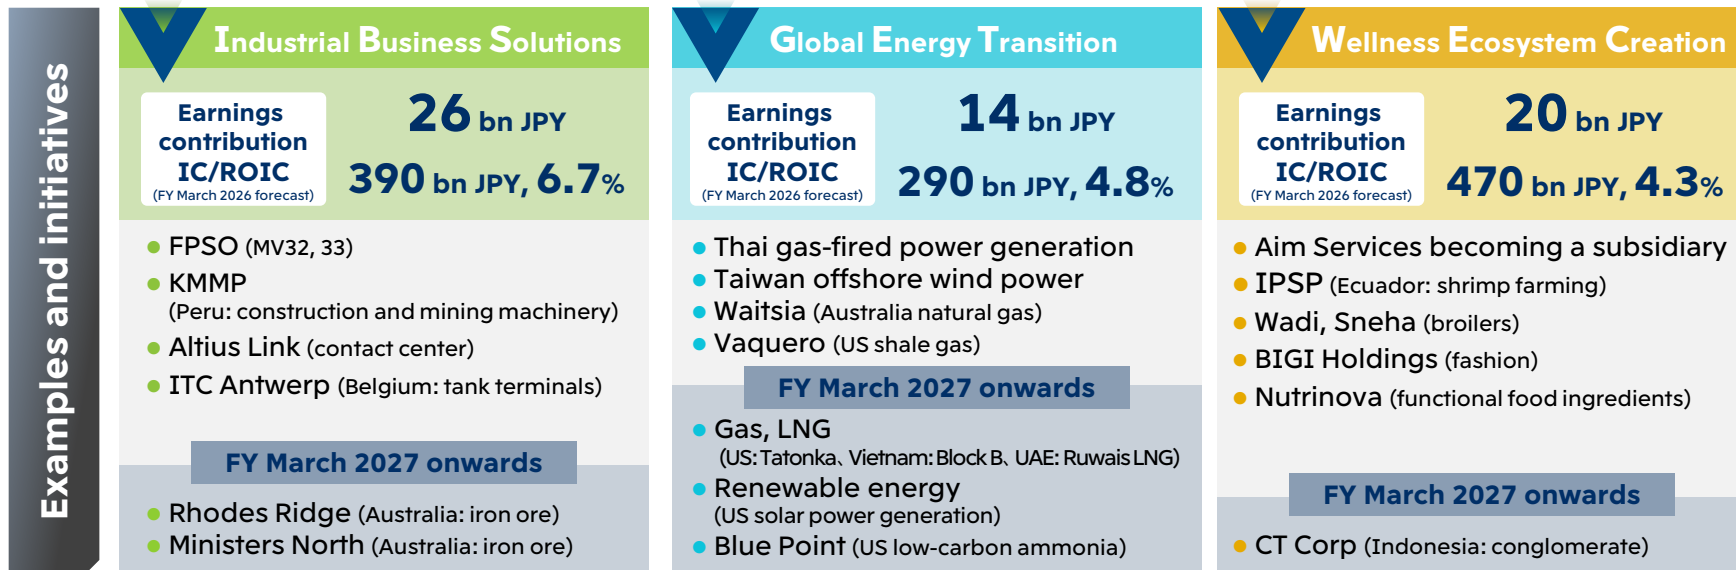 Examples and initiatives
Industrial Business Solutions
Earnings
contribution
IC/ROIC
(FY March 2026 forecast)
26 bn JPY
390 bn JPY, 6.7%
FPSO (MV32, 33)
KMMP
(Peru: construction and mining machinery)
Altius Link (contact center)
ITC Antwerp (Belgium: tank terminals)
FY March 2027 onwards
Rhodes Ridge (Australia: iron ore)
Ministers North (Australia: iron ore)
Global Energy Transition
Earnings
contribution
IC/ROIC
(FY March 2026 forecast)
14 bn JPY
290 bn JPY, 4.8%
Thai gas-fired power generation
Taiwan offshore wind power
Waitsia (Australia natural gas)
Vaquero (US shale gas)
FY March 2027 onwards
Gas, LNG
(US: Tatonka、Vietnam: Block B、UAE: Ruwais LNG)
Renewable energy
(US solar power generation)
Blue Point (US low-carbon ammonia)
Wellness Ecosystem Creation
Earnings
contribution
IC/ROIC
(FY March 2026 forecast)
20 bn JPY
470 bn JPY, 4.3%
Aim Services becoming a subsidiary
IPSP (Ecuador: shrimp farming)
Wadi, Sneha (broilers)
BIGI Holdings (fashion)
Nutrinova (functional food ingredients)
FY March 2027 onwards
CT Corp (Indonesia: conglomerate)